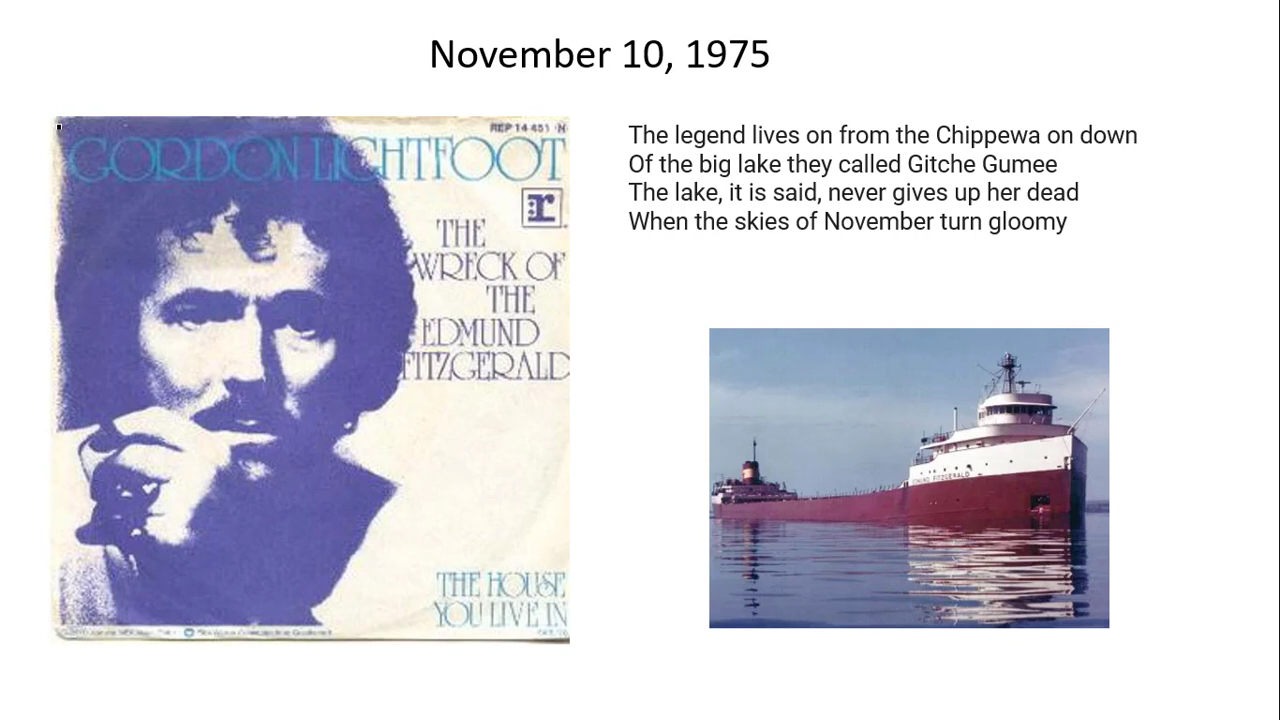 November 10, 1975
REP 14 451 N
GORDON LIGHTFOOT
r
THE
WRECK OF
THE
EDMUND
FITZGERALD
THE HOUSE
YOU LIVE IN
The legend lives on from the Chippewa on down
Of the big lake they called Gitche Gumee
The lake, it is said, never gives up her dead
When the skies of November turn gloomy
EDMUND FITZGERALD